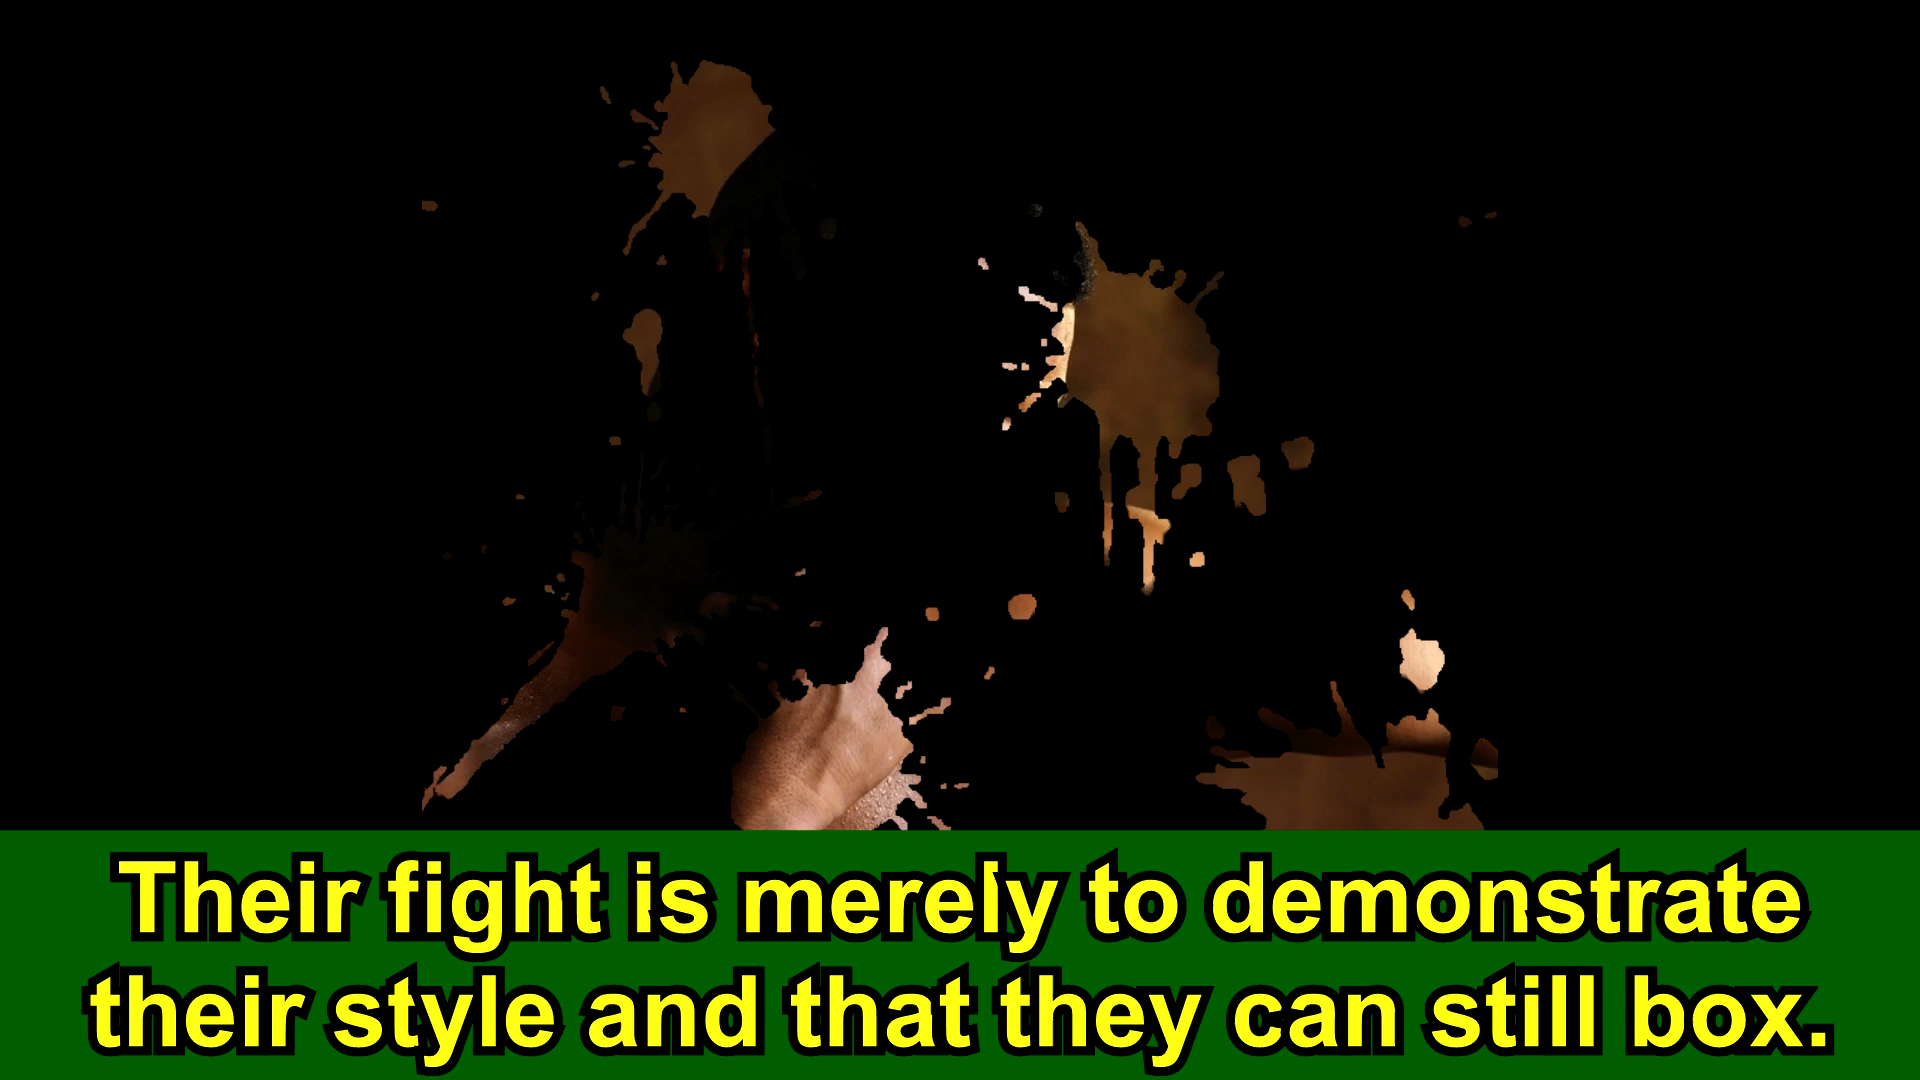 Their fight is merely to demonstrate
their style and that they can still box.